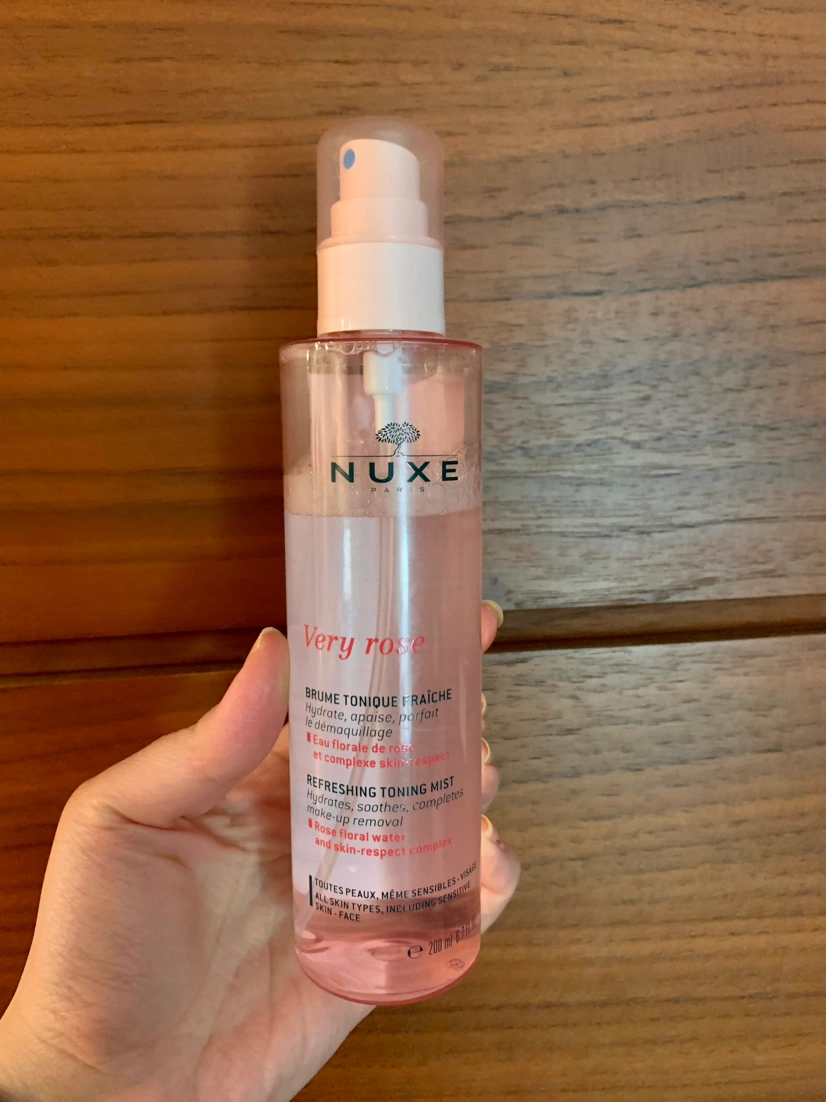 NUXE
PARIS
Very rose
BRUME TONIQUE FRAÎCHE
Hydrate, apaise, parfait
le démaquillage
Eau florale de rose
et complexe skin-respect
REFRESHING TONING MIST
Hydrates, soothes, completes
make-up removal
Rose floral water
and skin-respect complex
TOUTES PEAUX, MÊME SENSIBLES - VISAGE
ALL SKIN TYPES, INCLUDING SENSITIVE
SKIN - FACE
℮ 200 ml